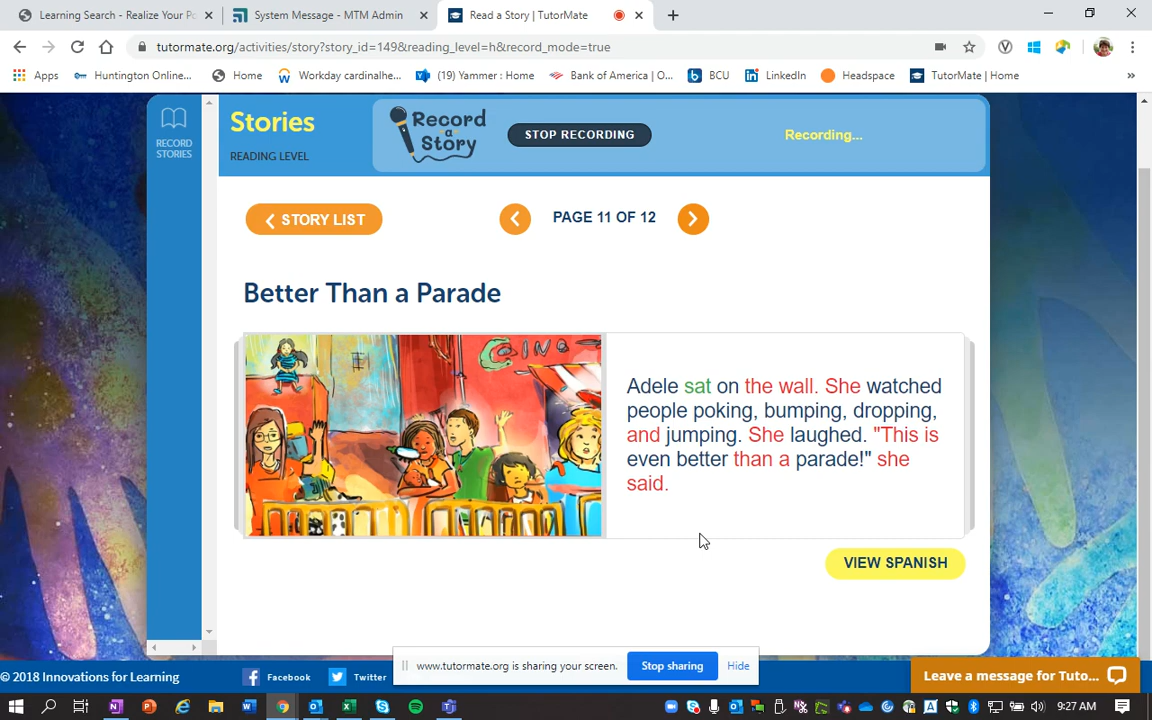 Learning Search - Realize Your Po
System Message - MTM Admin
Read a Story | TutorMate
tutormate.org/activities/story?story_id=149&reading_level=h&record_mode=true
Apps
Huntington Online...
Home
Workday cardinalhe...
(19) Yammer : Home
Bank of America | O...
BCU
LinkedIn
Headspace
TutorMate | Home
»
RECORD
STORIES
Stories
READING LEVEL
Record
a
Story
STOP RECORDING
Recording...
STORY LIST
PAGE 11 OF 12
Better Than a Parade
Adele sat on the wall. She watched
people poking, bumping, dropping,
and jumping. She laughed. "This is
even better than a parade!" she
said.
VIEW SPANISH
www.tutormate.org is sharing your screen.
Stop sharing
Hide
© 2018 Innovations for Learning
Facebook
Twitter
Leave a message for Tuto...
9:27 AM